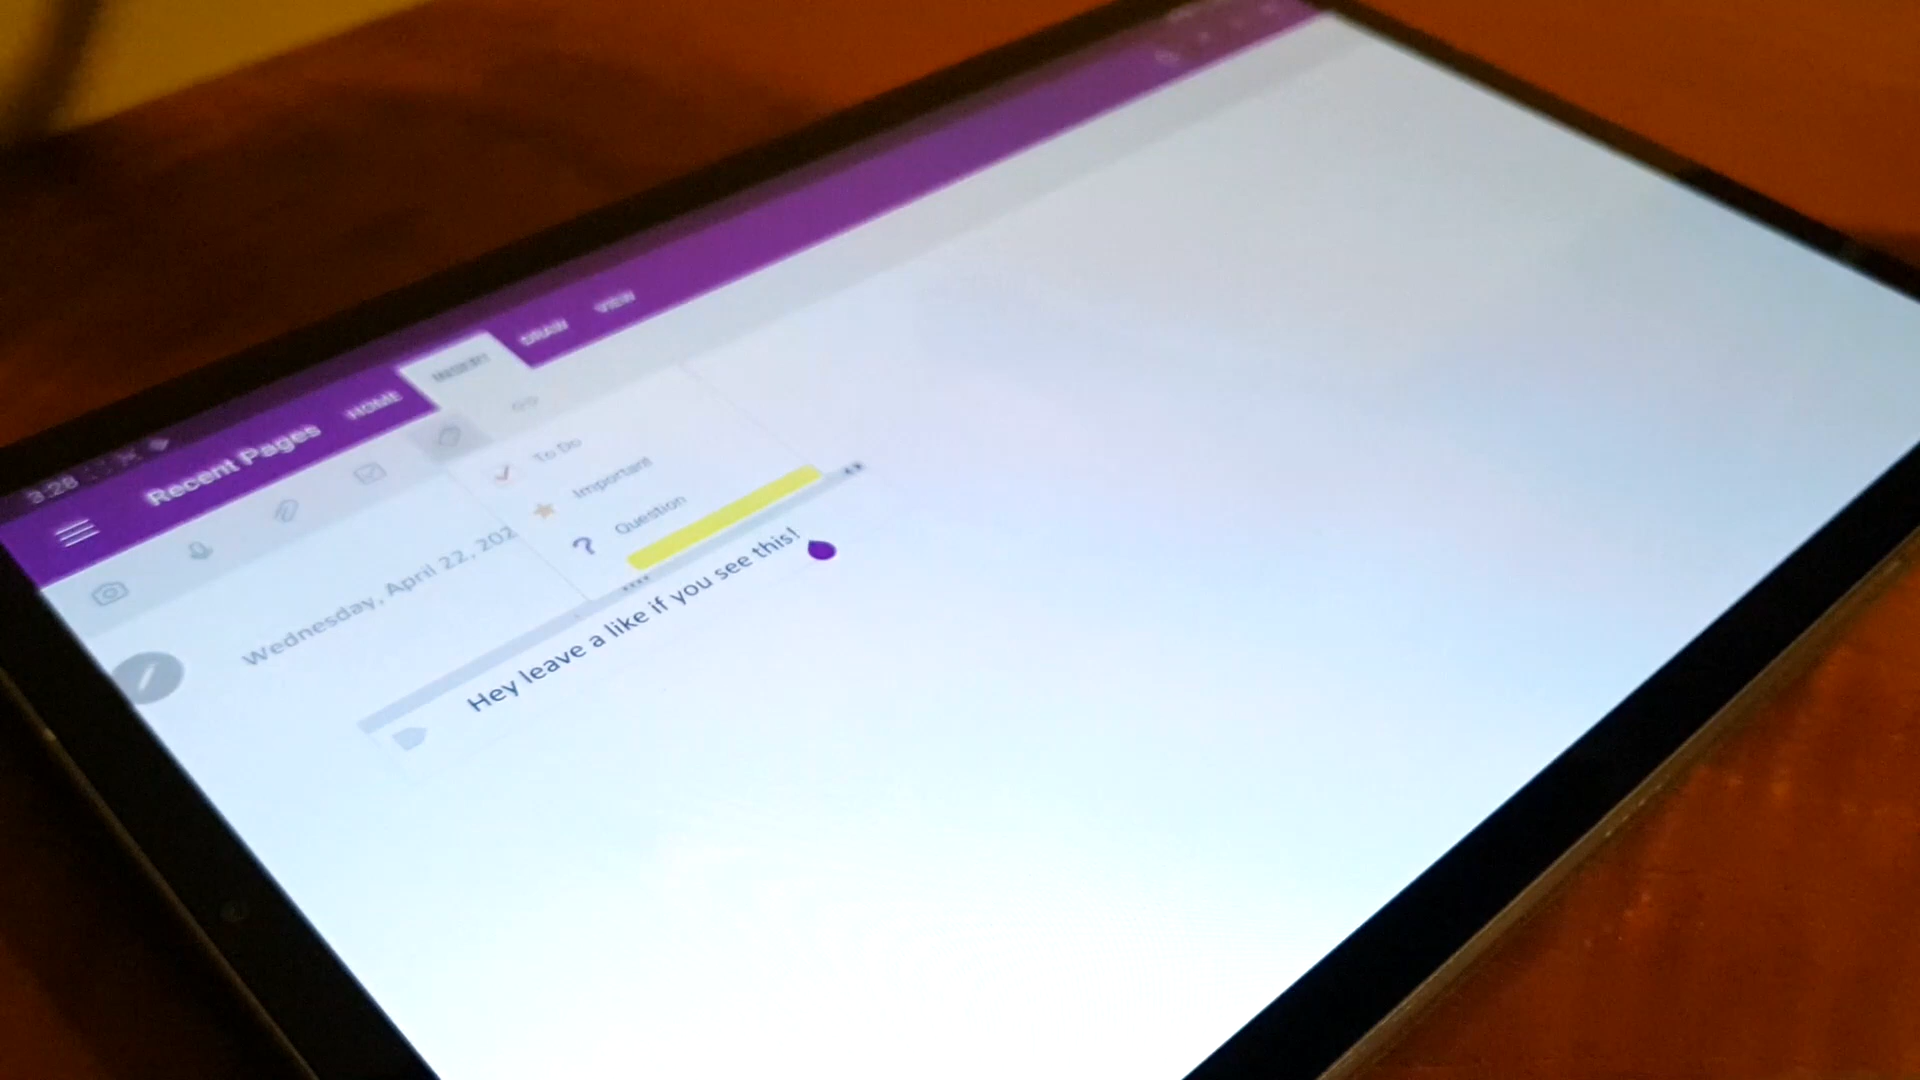 3:28
Recent Pages HOME INSERT DRAW VIEW
To Do
Important
Question
Wednesday, April 22, 202
Hey leave a like if you see this!